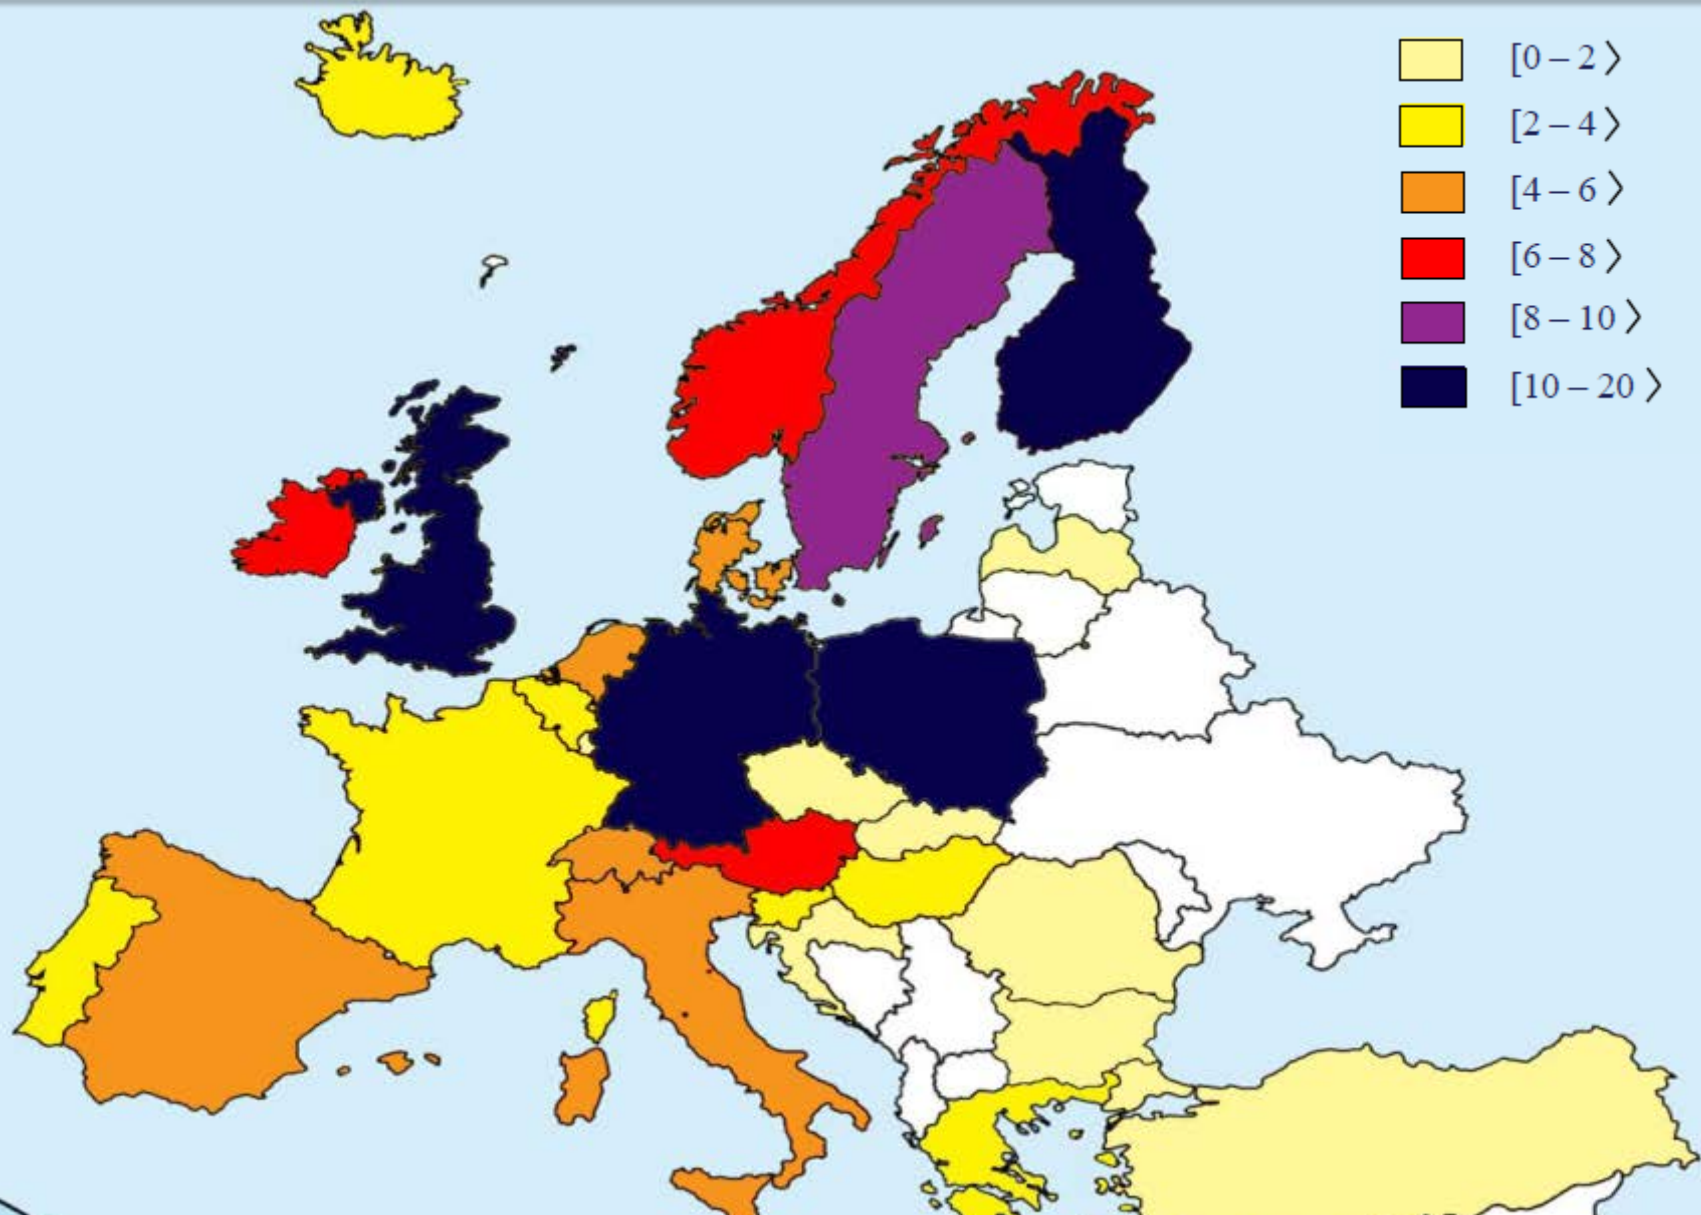 [0 – 2 〉
[2 – 4 〉
[4 – 6 〉
[6 – 8 〉
[8 – 10 〉
[10 – 20 〉